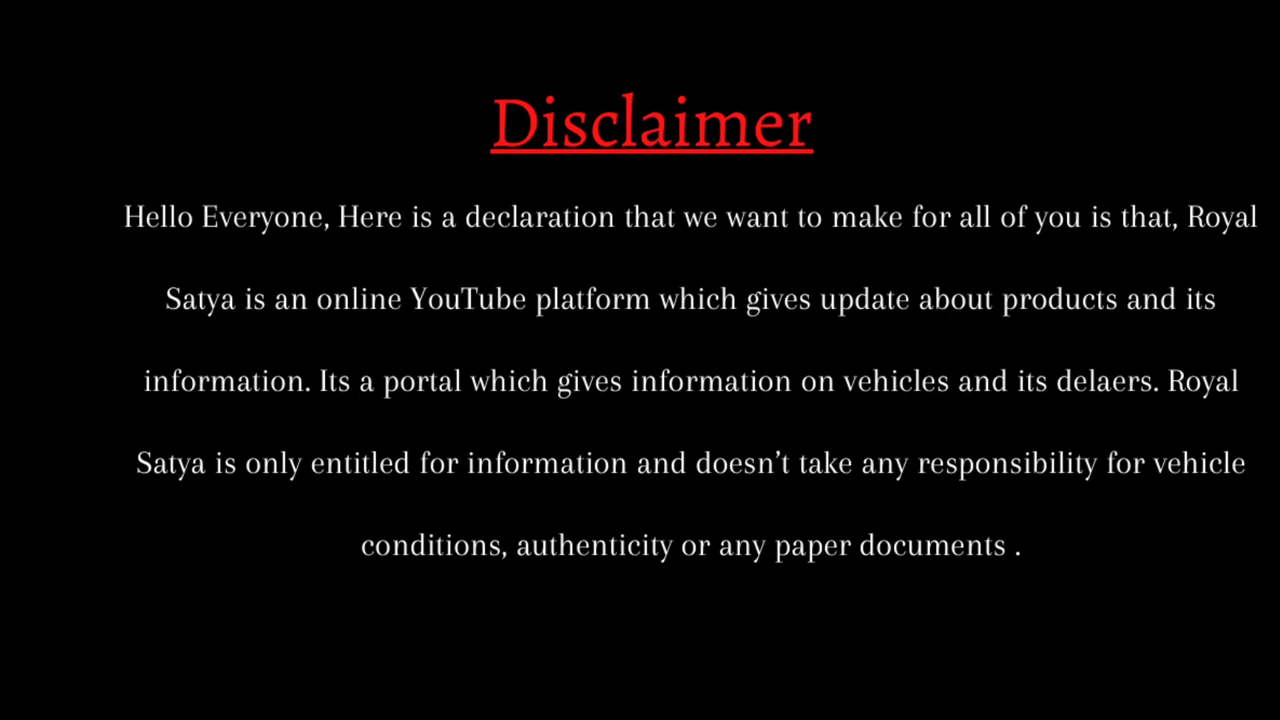 Disclaimer
Hello Everyone, Here is a declaration that we want to make for all of you is that, Royal
Satya is an online YouTube platform which gives update about products and its
information. Its a portal which gives information on vehicles and its delaers. Royal
Satya is only entitled for information and doesn’t take any responsibility for vehicle
conditions, authenticity or any paper documents .